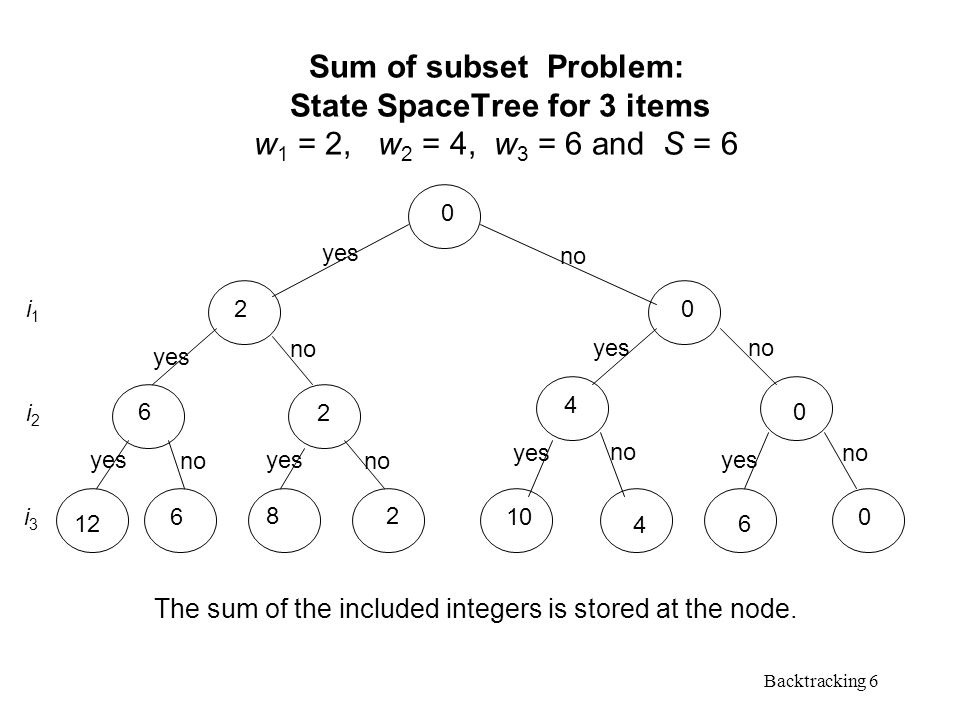 Sum of subset Problem:
State SpaceTree for 3 items
w1 = 2, w2 = 4, w3 = 6 and S = 6
0
yes
no
i1
2
0
yes
no
yes
no
i2
6
2
4
0
yes
no
yes
no
yes
no
yes
no
i3
12
6
8
2
10
4
6
0
The sum of the included integers is stored at the node.
Backtracking 6